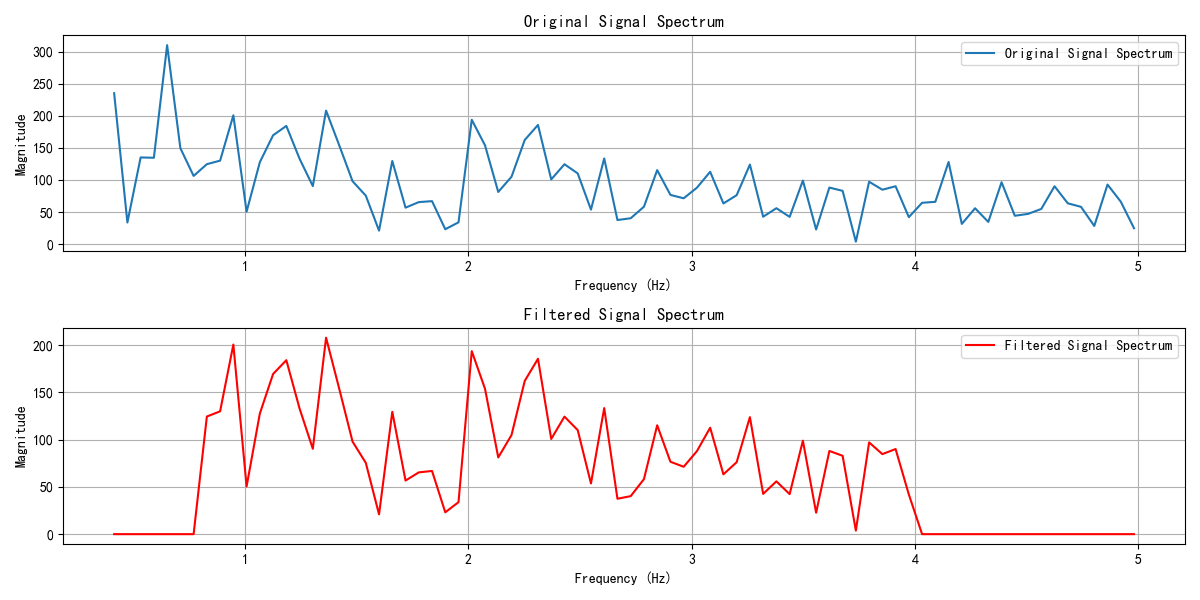 Original Signal Spectrum
Original Signal Spectrum
Magnitude
300
250
200
150
100
50
0
1 2 3 4 5
Frequency (Hz)
Filtered Signal Spectrum
Filtered Signal Spectrum
Magnitude
200
150
100
50
0
1 2 3 4 5
Frequency (Hz)